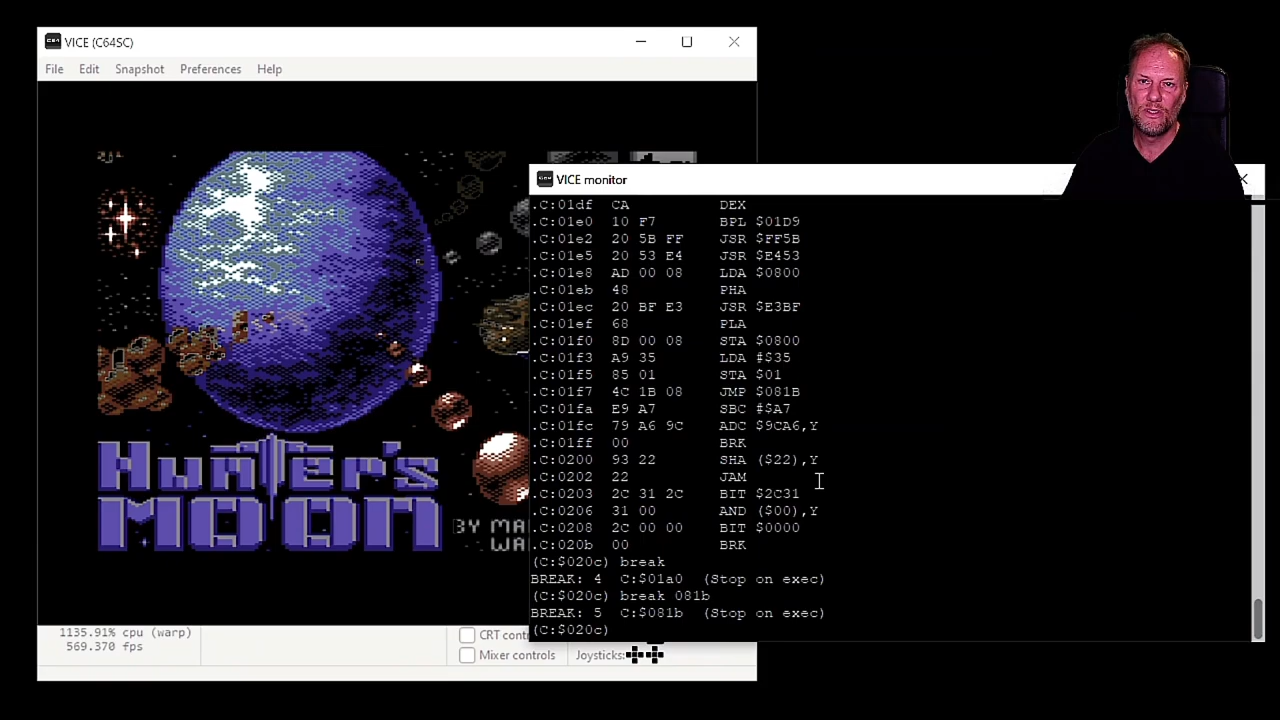 VICE (C64SC)
File Edit Snapshot Preferences Help
Hunter's
MOON
BY MA
WA
1135.91% cpu (warp)
569.370 fps
CRT contr
Mixer controls
Joysticks:
VICE monitor
.C:01df CA DEX
.C:01e0 10 F7 BPL $01D9
.C:01e2 20 5B FF JSR $FF5B
.C:01e5 20 53 E4 JSR $E453
.C:01e8 AD 00 08 LDA $0800
.C:01eb 48 PHA
.C:01ec 20 BF E3 JSR $E3BF
.C:01ef 68 PLA
.C:01f0 8D 00 08 STA $0800
.C:01f3 A9 35 LDA #$35
.C:01f5 85 01 STA $01
.C:01f7 4C 1B 08 JMP $081B
.C:01fa E9 A7 SBC #$A7
.C:01fc 79 A6 9C ADC $9CA6,Y
.C:01ff 00 BRK
.C:0200 93 22 SHA ($22),Y
.C:0202 22 JAM
.C:0203 2C 31 2C BIT $2C31
.C:0206 31 00 AND ($00),Y
.C:0208 2C 00 00 BIT $0000
.C:020b 00 BRK
(C:$020c) break
BREAK: 4 C:$01a0 (Stop on exec)
(C:$020c) break 081b
BREAK: 5 C:$081b (Stop on exec)
(C:$020c)